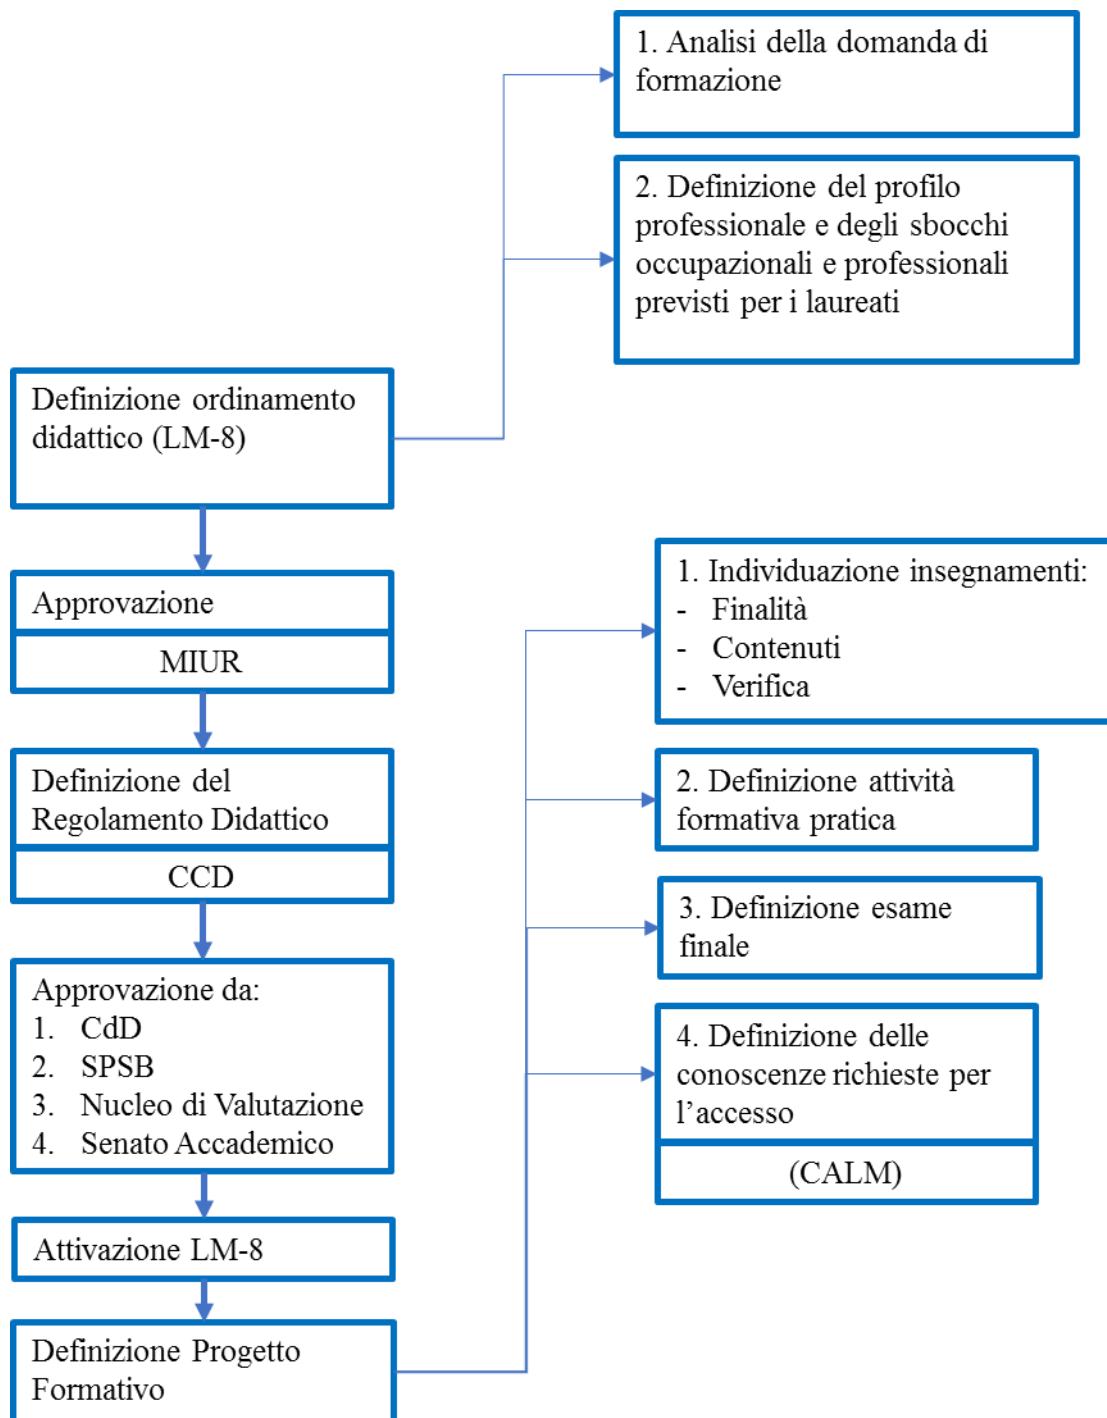 1. Analisi della domanda di
formazione
2. Definizione del profilo
professionale e degli sbocchi
occupazionali e professionali
previsti per i laureati
Definizione ordinamento
didattico (LM-8)
Approvazione
MIUR
Definizione del
Regolamento Didattico
CCD
Approvazione da:
1. CdD
2. SPSB
3. Nucleo di Valutazione
4. Senato Accademico
Attivazione LM-8
Definizione Progetto
Formativo
1. Individuazione insegnamenti:
- Finalità
- Contenuti
- Verifica
2. Definizione attività
formativa pratica
3. Definizione esame
finale
4. Definizione delle
conoscenze richieste per
l’accesso
(CALM)